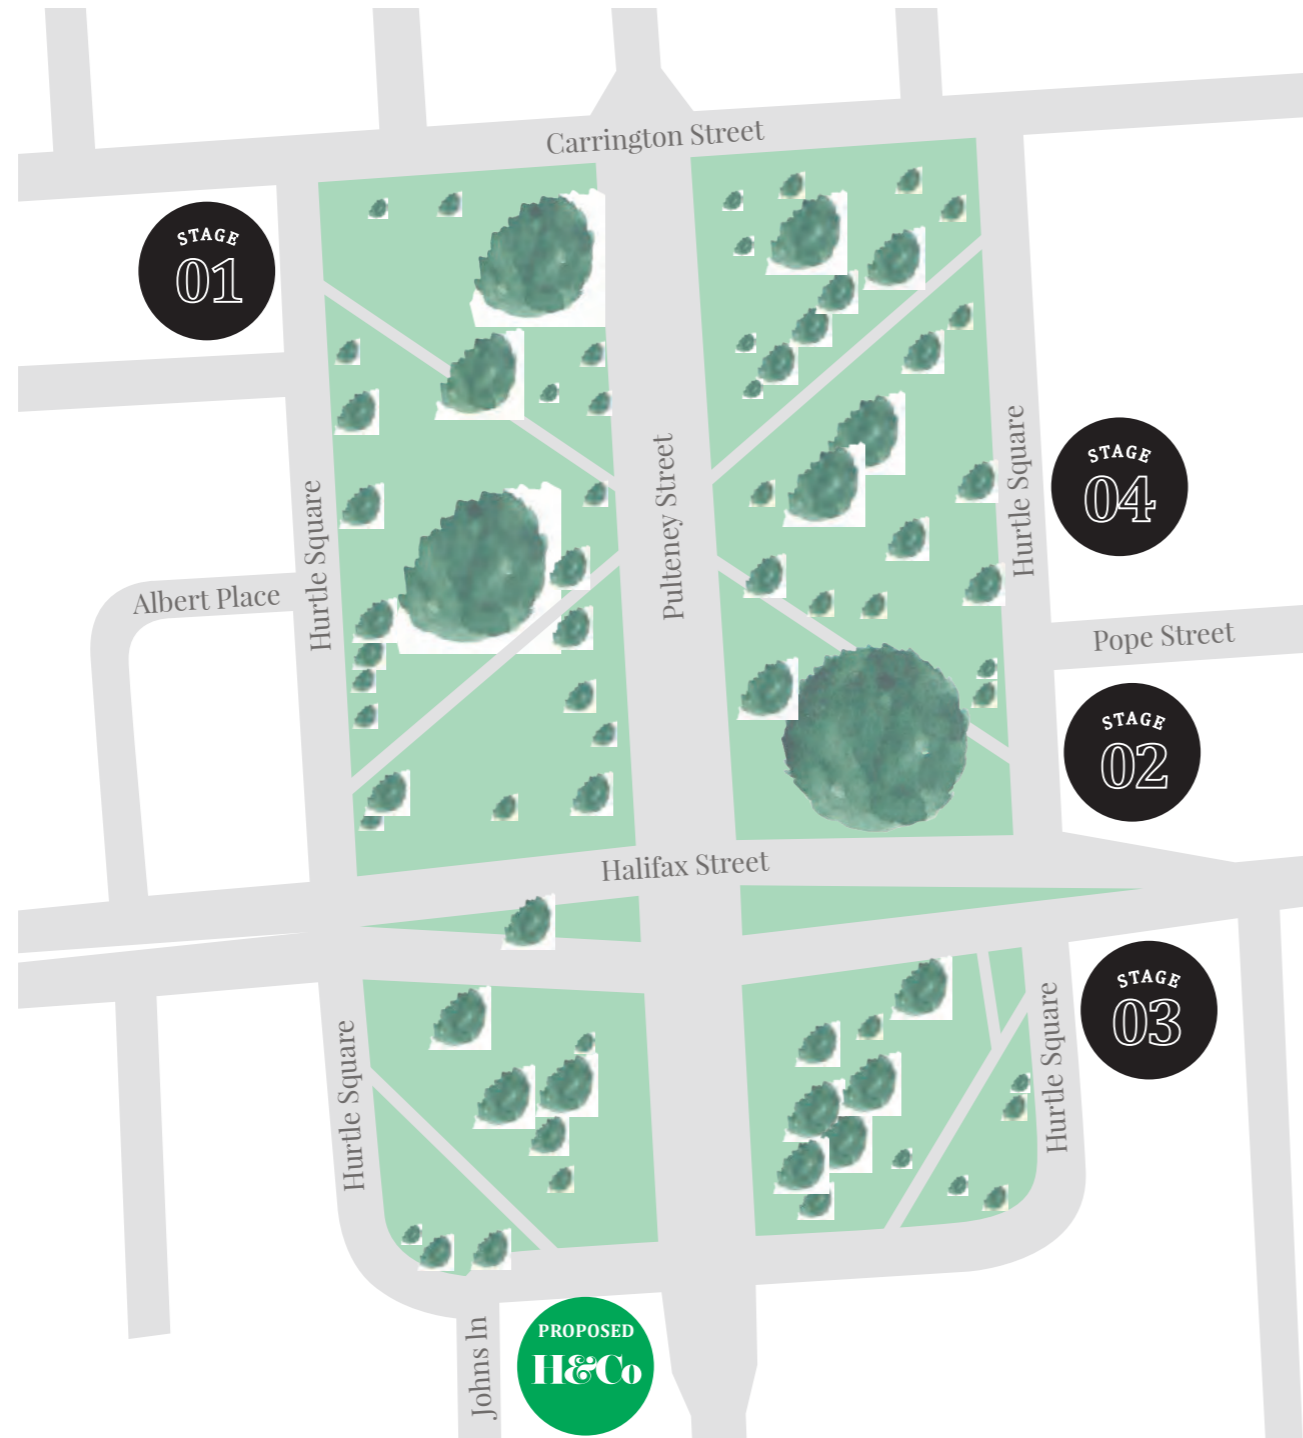 Carrington Street
STAGE
01
Hurtle Square
Pulteney Street
Hurtle Square
STAGE
04
Albert Place
Pope Street
STAGE
02
Halifax Street
STAGE
03
Hurtle Square
Hurtle Square
PROPOSED
H&Co
Johns ln